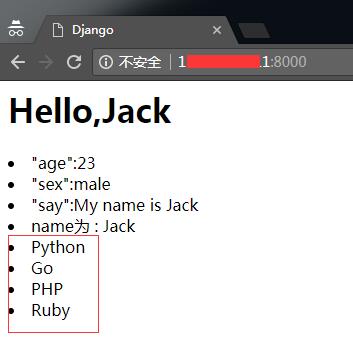 Django
不安全 1 1:8000
Hello,Jack
"age":23
"sex":male
"say":My name is Jack
name为 : Jack
Python
Go
PHP
Ruby